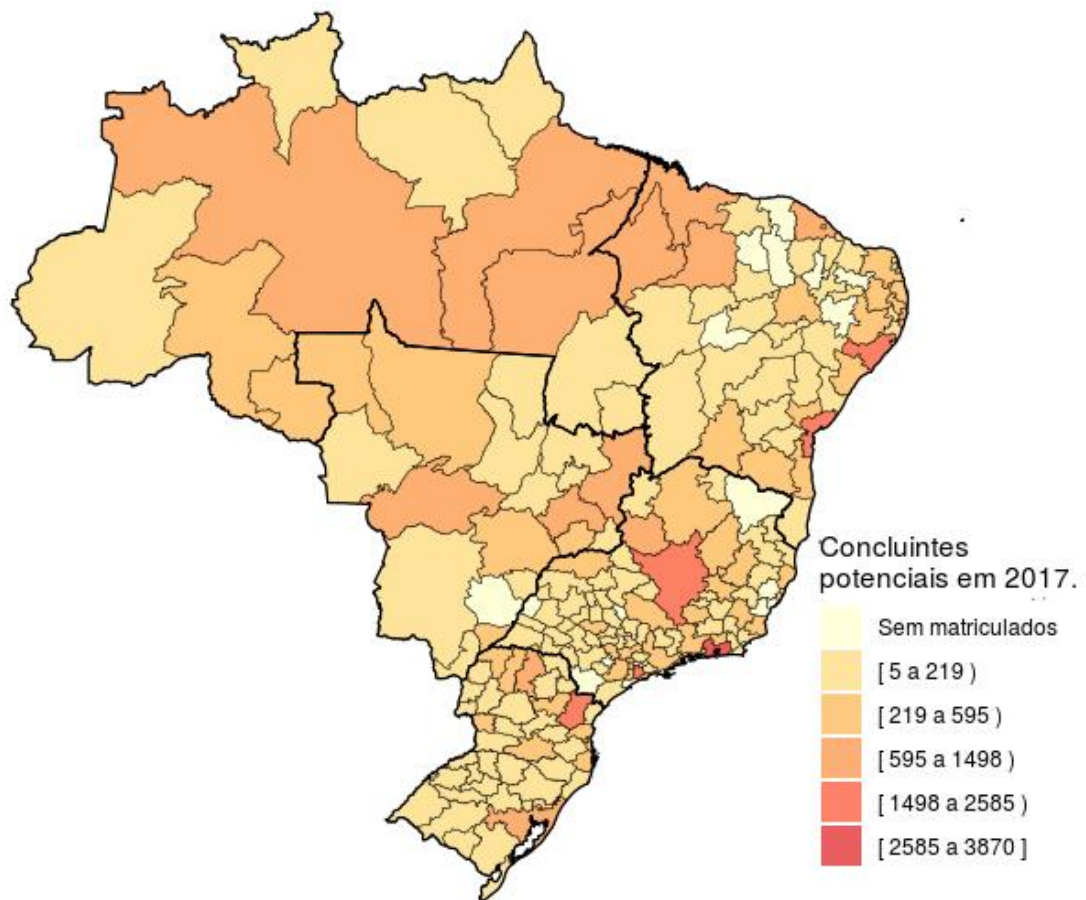 Concluintes
potenciais em 2017.
Sem matriculados
[ 5 a 219 )
[ 219 a 595 )
[ 595 a 1498 )
[ 1498 a 2585 )
[ 2585 a 3870 ]